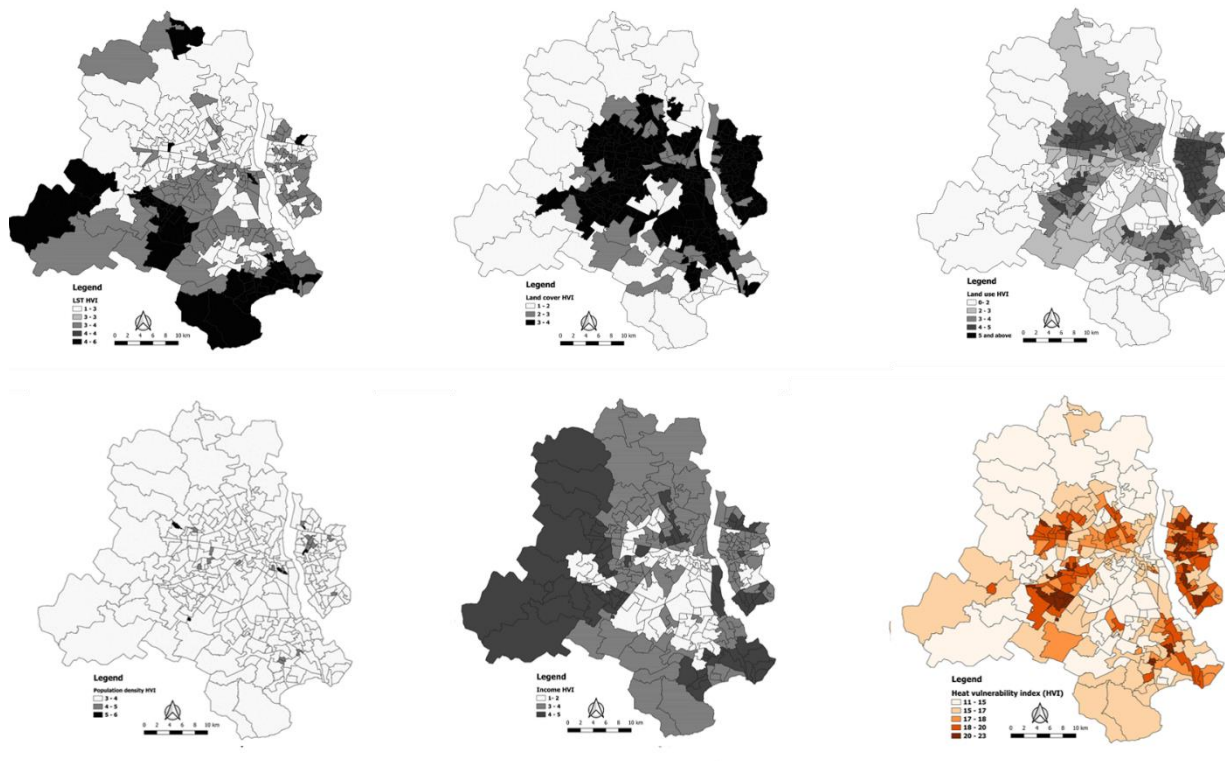 Legend
LST HVI
1 - 3
3 - 3
3 - 4
4 - 4
4 - 6
0 2 4 6 8 10 km
Legend
Land cover HVI
1 - 2
2 - 3
3 - 4
0 2 4 6 8 10 km
Legend
Land use HVI
0- 2
2 - 3
3 - 4
4 - 5
5 and above
0 2 4 6 8 10 km
Legend
Population density HVI
3 - 4
4 - 5
5 - 6
0 2 4 6 8 10 km
Legend
Income HVI
1- 2
3 - 4
4 - 5
0 2 4 6 8 10 km
Legend
Heat vulnerability index (HVI)
11 - 15
15 - 17
17 - 18
18 - 20
20 - 23
0 2 4 6 8 10 km